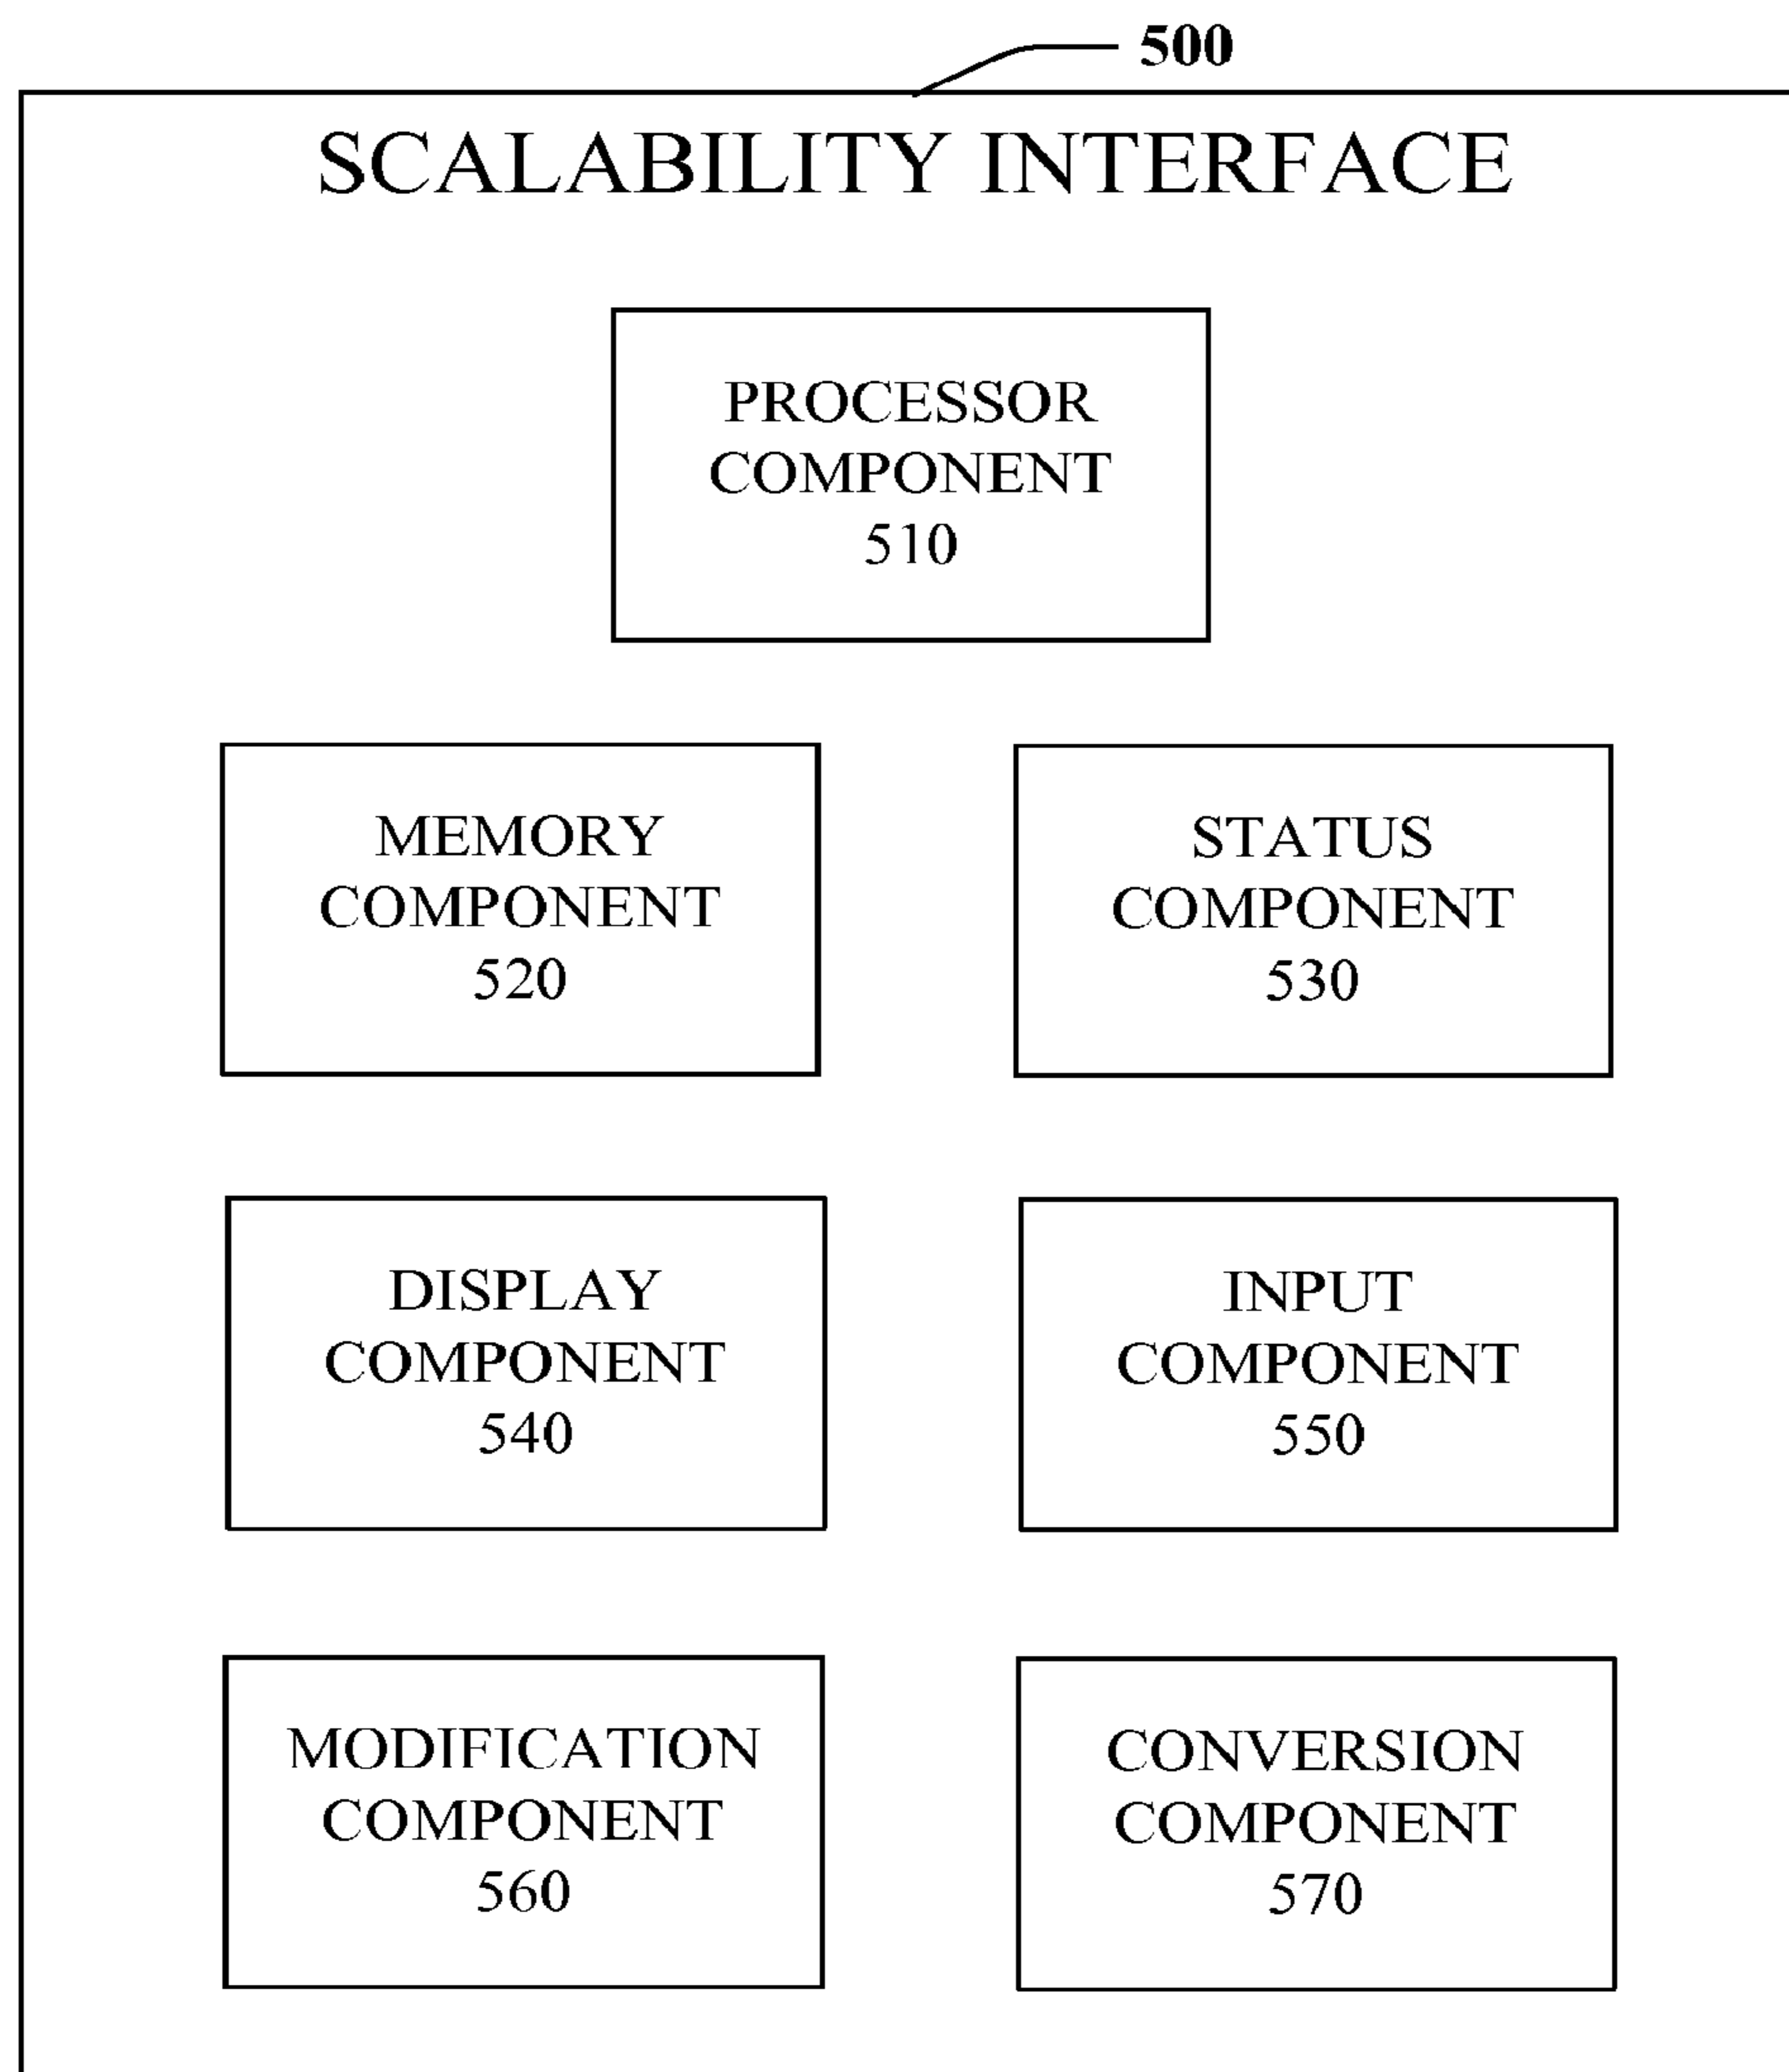 500
SCALABILITY INTERFACE
PROCESSOR
COMPONENT
510
MEMORY
COMPONENT
520
STATUS
COMPONENT
530
DISPLAY
COMPONENT
540
INPUT
COMPONENT
550
MODIFICATION
COMPONENT
560
CONVERSION
COMPONENT
570